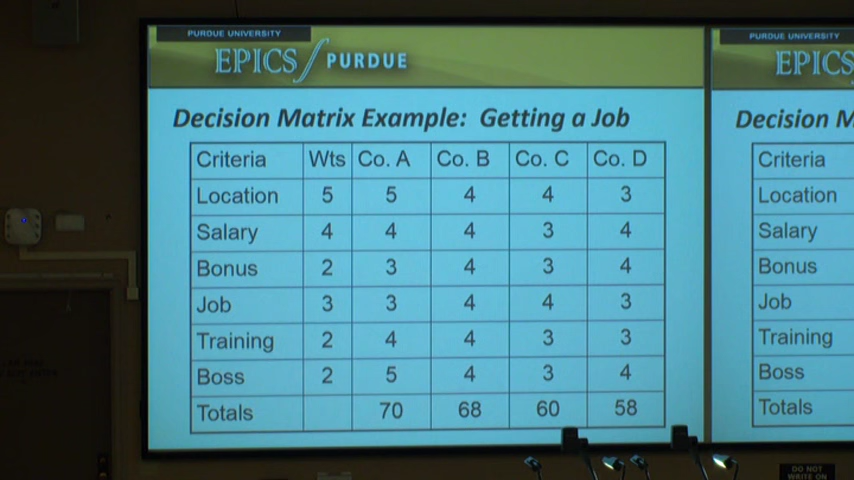 PURDUE UNIVERSITY
EPICS PURDUE
Decision Matrix Example: Getting a Job
Criteria Wts Co. A Co. B Co. C Co. D
Location 5 5 4 4 3
Salary 4 4 4 3 4
Bonus 2 3 4 3 4
Job 3 3 4 4 3
Training 2 4 4 3 3
Boss 2 5 4 3 4
Totals 70 68 60 58
PURDUE UNIVERSITY
EPICS
Decision M
Criteria
Location
Salary
Bonus
Job
Training
Boss
Totals
DO NOT
WRITE ON